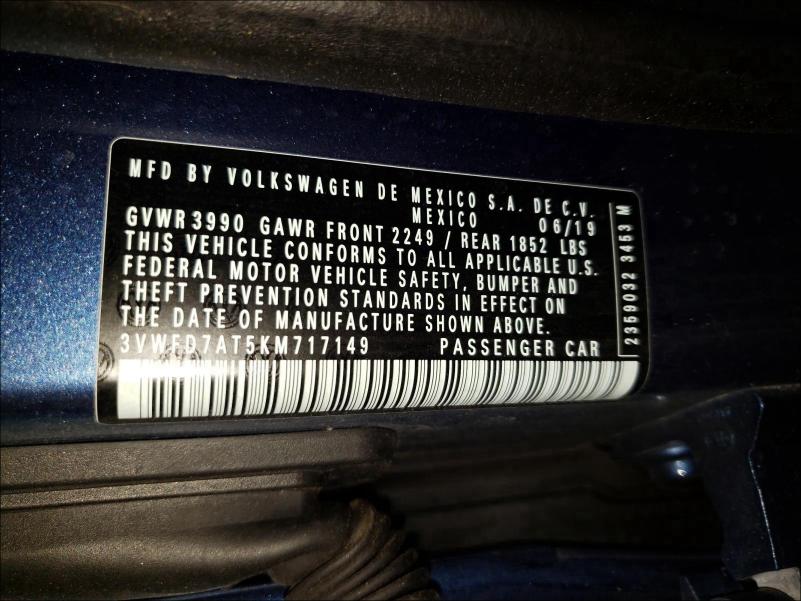 MFD BY VOLKSWAGEN DE MEXICO S.A. DE C.V.
MEXICO 06/19
GVWR 3990 GAWR FRONT 2249 / REAR 1852 LBS
THIS VEHICLE CONFORMS TO ALL APPLICABLE U.S.
FEDERAL MOTOR VEHICLE SAFETY, BUMPER AND
THEFT PREVENTION STANDARDS IN EFFECT ON
THE DATE OF MANUFACTURE SHOWN ABOVE.
3VWFD7AT5KM717149 PASSENGER CAR
2359032 3453 M